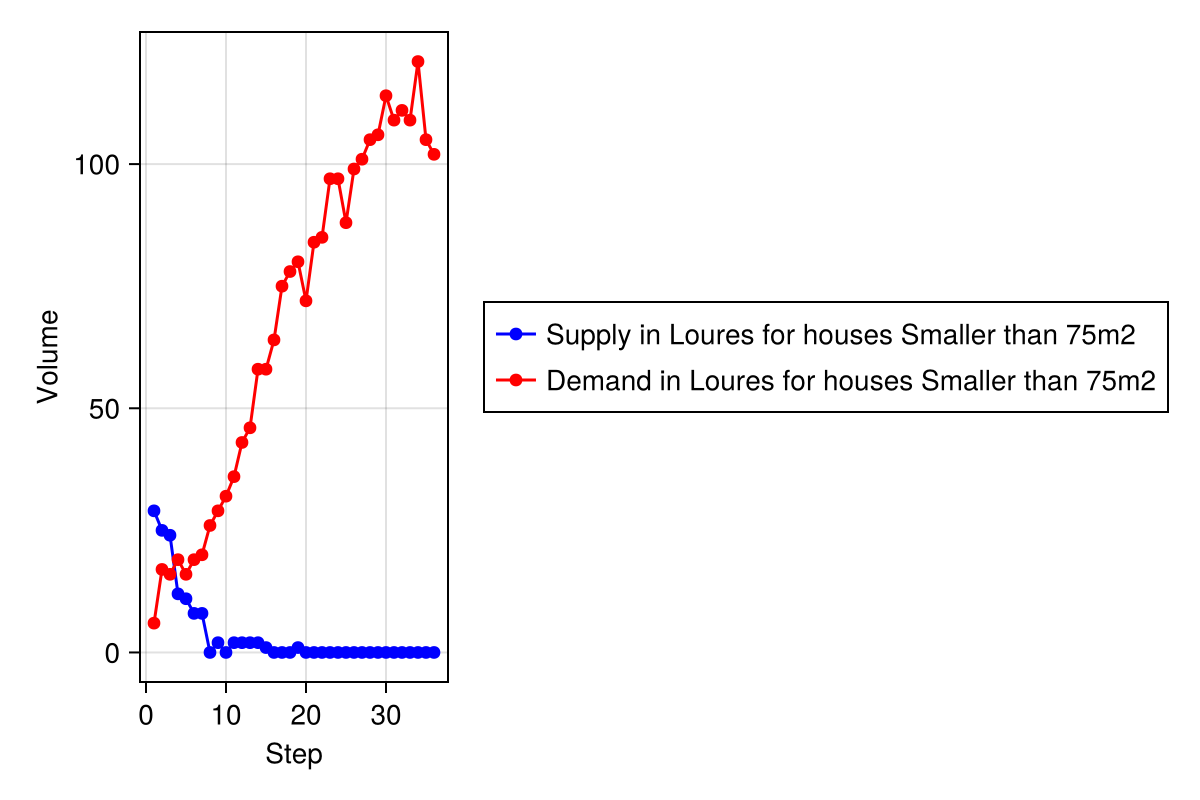 Volume
100
50
0
0 10 20 30
Step
Supply in Loures for houses Smaller than 75m2
Demand in Loures for houses Smaller than 75m2